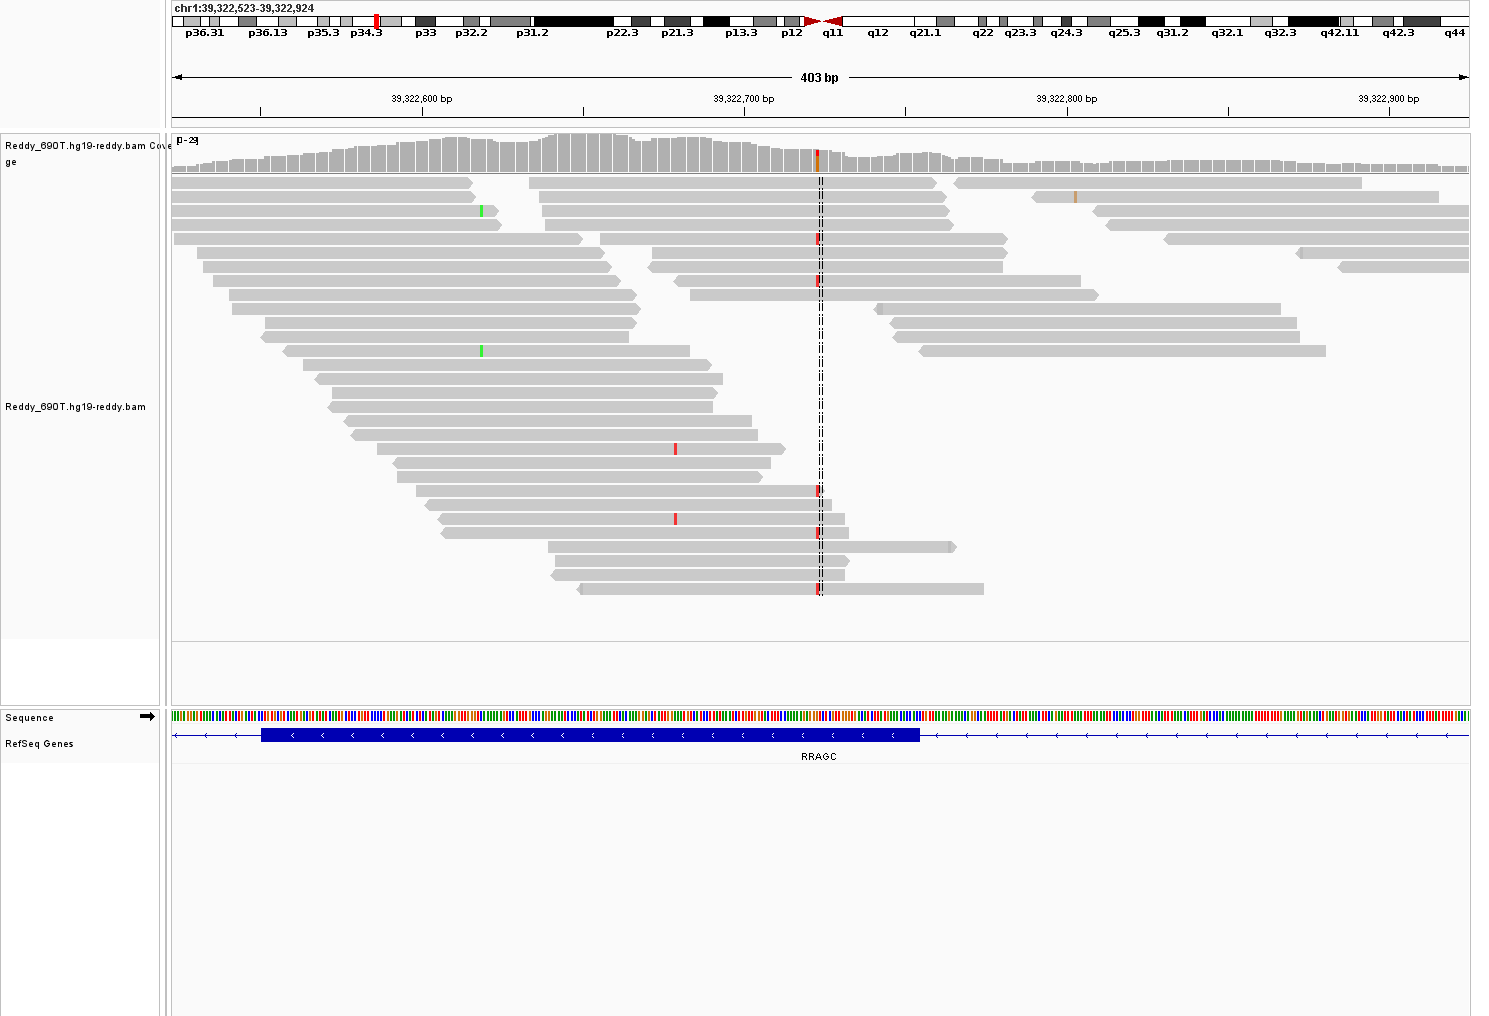 chr1:39,322,523-39,322,924
p36.31 p36.13 p35.3 p34.3 p33 p32.2 p31.2 p22.3 p21.3 p13.3 p12 q11 q12 q21.1 q22 q23.3 q24.3 q25.3 q31.2 q32.1 q32.3 q42.11 q42.3 q44
403 bp
39,322,600 bp 39,322,700 bp 39,322,800 bp 39,322,900 bp
[0 - 29]
Reddy_690T.hg19-reddy.bam Cove
ge
Reddy_690T.hg19-reddy.bam
Sequence
RefSeq Genes
RRAGC